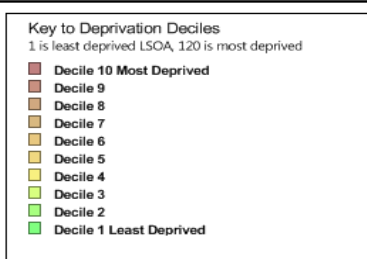 Key to Deprivation Deciles
1 is least deprived LSOA, 120 is most deprived
Decile 10 Most Deprived
Decile 9
Decile 8
Decile 7
Decile 6
Decile 5
Decile 4
Decile 3
Decile 2
Decile 1 Least Deprived